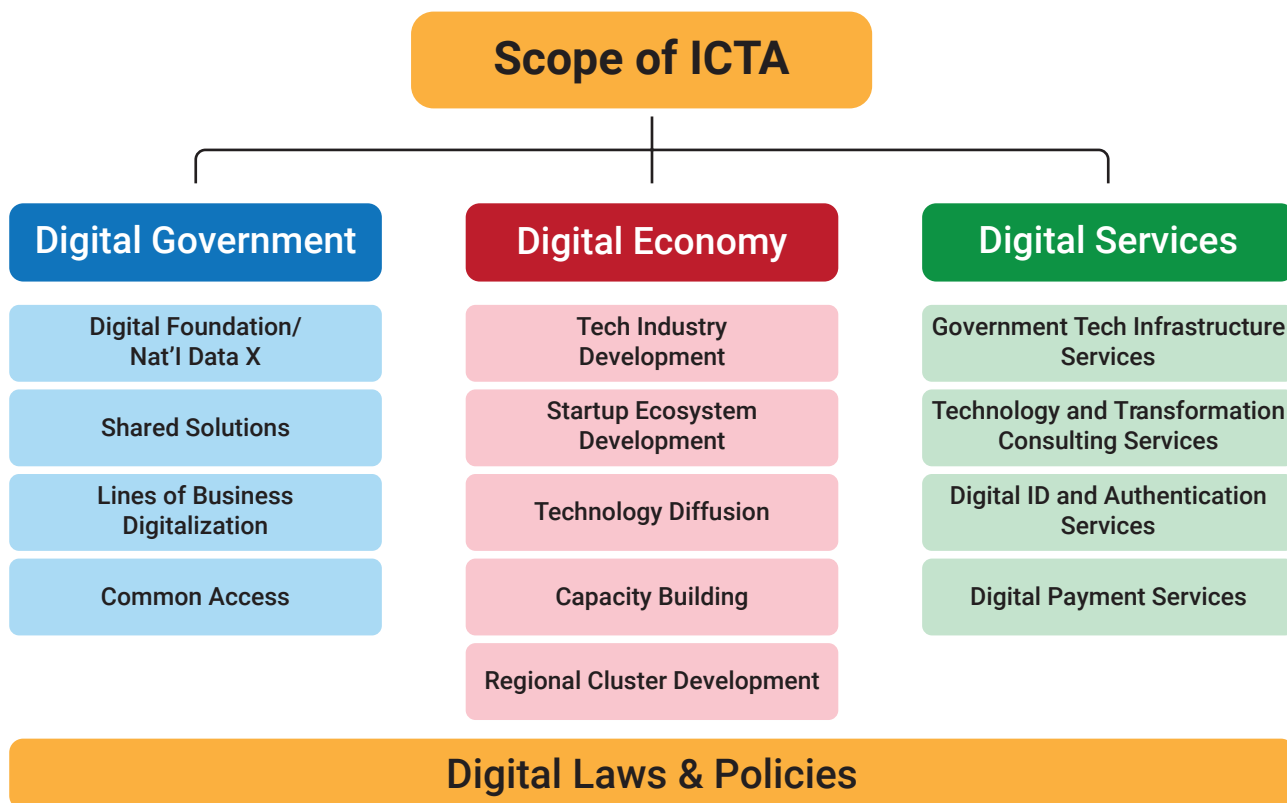 Scope of ICTA
Digital Government
Digital Foundation/
Nat’l Data X
Shared Solutions
Lines of Business
Digitalization
Common Access
Digital Economy
Tech Industry
Development
Startup Ecosystem
Development
Technology Diffusion
Capacity Building
Regional Cluster Development
Digital Services
Government Tech Infrastructure
Services
Technology and Transformation
Consulting Services
Digital ID and Authentication
Services
Digital Payment Services
Digital Laws & Policies